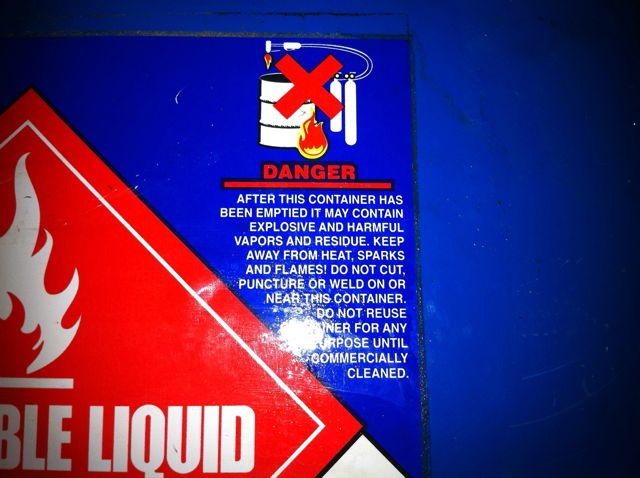 DANGER
AFTER THIS CONTAINER HAS
BEEN EMPTIED IT MAY CONTAIN
EXPLOSIVE AND HARMFUL
VAPORS AND RESIDUE. KEEP
AWAY FROM HEAT, SPARKS
AND FLAMES! DO NOT CUT,
PUNCTURE OR WELD ON OR
NEAR THIS CONTAINER.
DO NOT REUSE
FOR ANY
PURPOSE UNTIL
COMMERCIALLY
CLEANED.
BLE LIQUID